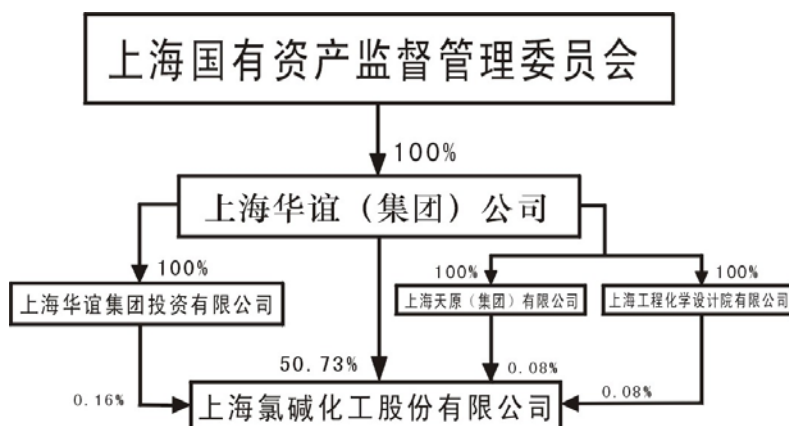 上海国有资产监督管理委员会
100%
上海华谊（集团）公司
100%
100%
100%
上海华谊集团投资有限公司
上海天原（集团）有限公司
上海工程化学设计院有限公司
50.73%
0.08%
0.16%
0.08%
上海氯碱化工股份有限公司